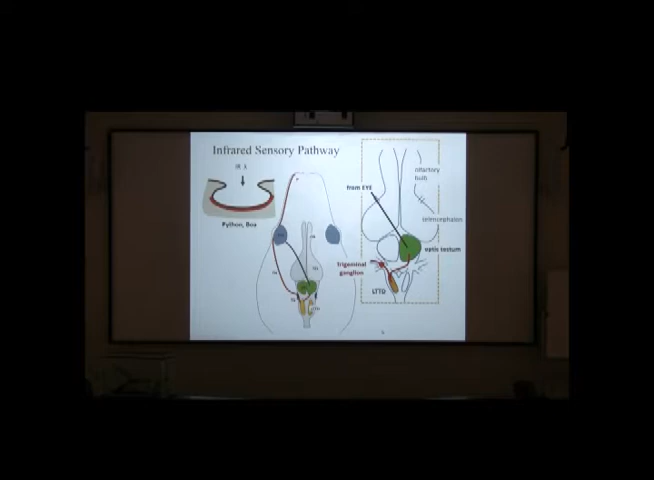 Infrared Sensory Pathway
IR λ
Python, Boa
from EYE
olfactory
bulb
telencephalon
optic tectum
trigeminal
ganglion
LTTD